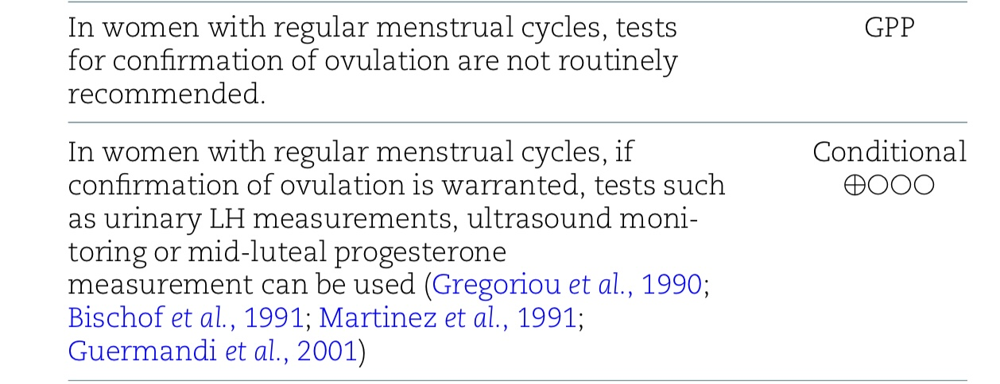 In women with regular menstrual cycles, tests GPP
for confirmation of ovulation are not routinely
recommended.
In women with regular menstrual cycles, if Conditional
confirmation of ovulation is warranted, tests such ⊕○○○
as urinary LH measurements, ultrasound moni-
toring or mid-luteal progesterone
measurement can be used (Gregoriou et al., 1990;
Bischof et al., 1991; Martinez et al., 1991;
Guermandi et al., 2001)